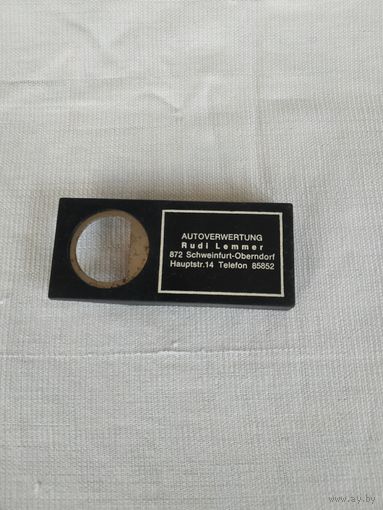 AUTOVERWERTUNG
Rudi Lemmer
872 Schweinfurt-Oberndorf
Hauptstr.14 Telefon 85852
www.ay.by